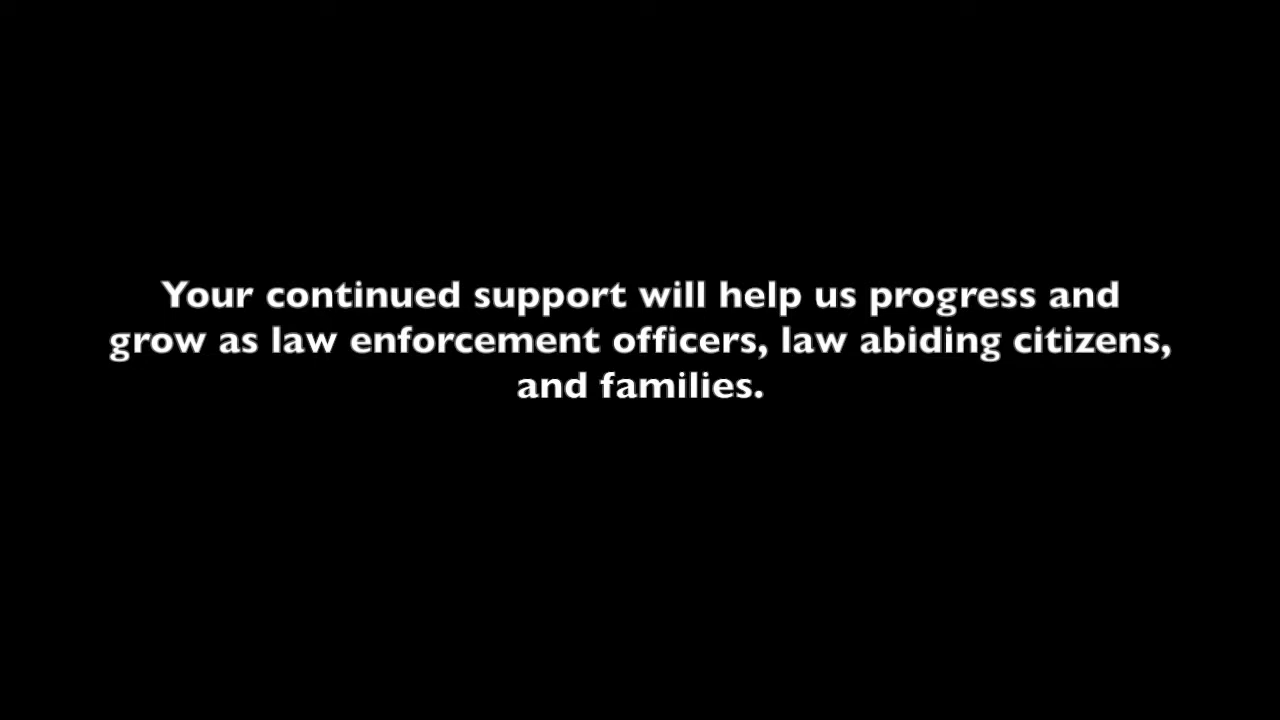 Your continued support will help us progress and
grow as law enforcement officers, law abiding citizens,
and families.